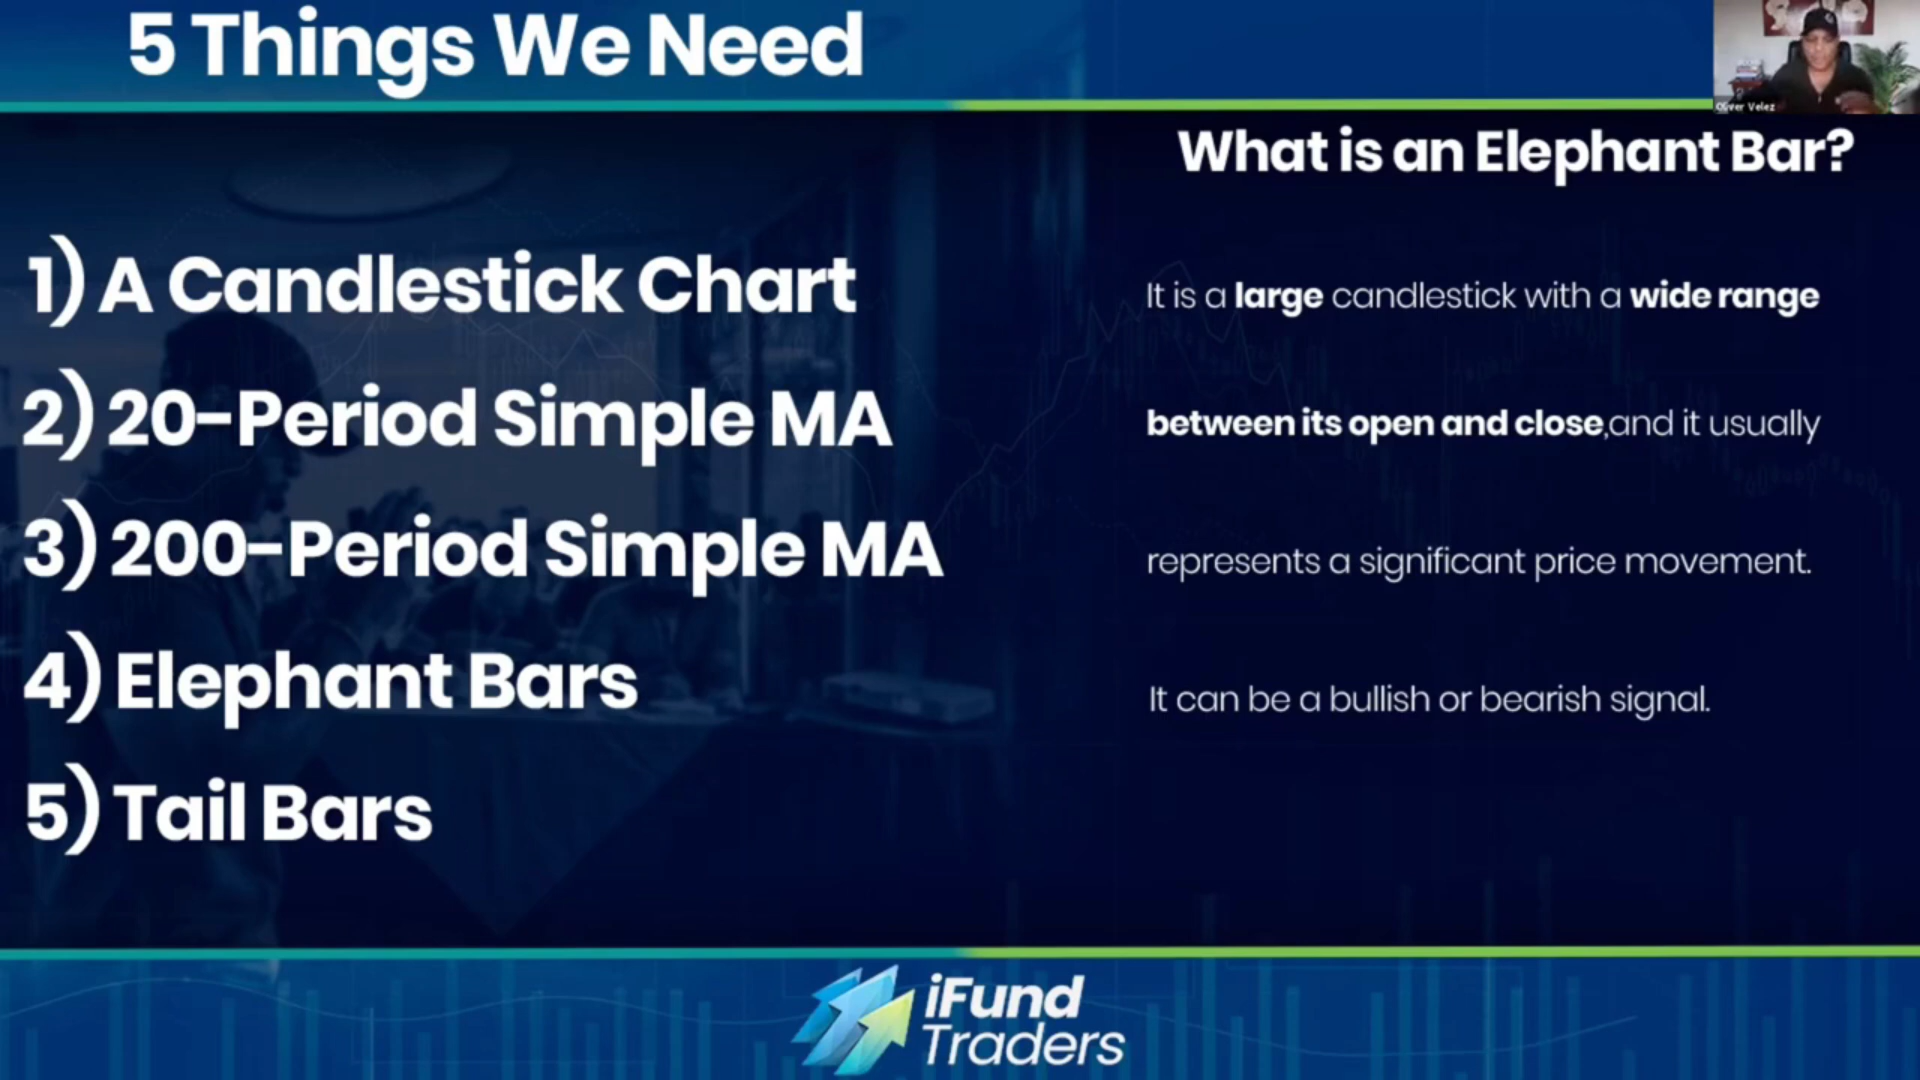 5 Things We Need
Oliver Velez
What is an Elephant Bar?
1) A Candlestick Chart
2) 20-Period Simple MA
3) 200-Period Simple MA
4) Elephant Bars
5) Tail Bars
It is a large candlestick with a wide range
between its open and close,and it usually
represents a significant price movement.
It can be a bullish or bearish signal.
iFund
Traders